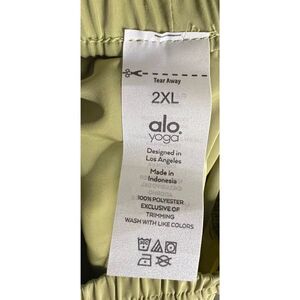 Tear Away
2XL
alo
yoga
Designed in
Los Angeles
Made in
Indonesia
100% POLYESTER
EXCLUSIVE OF
TRIMMING
WASH WITH LIKE COLORS